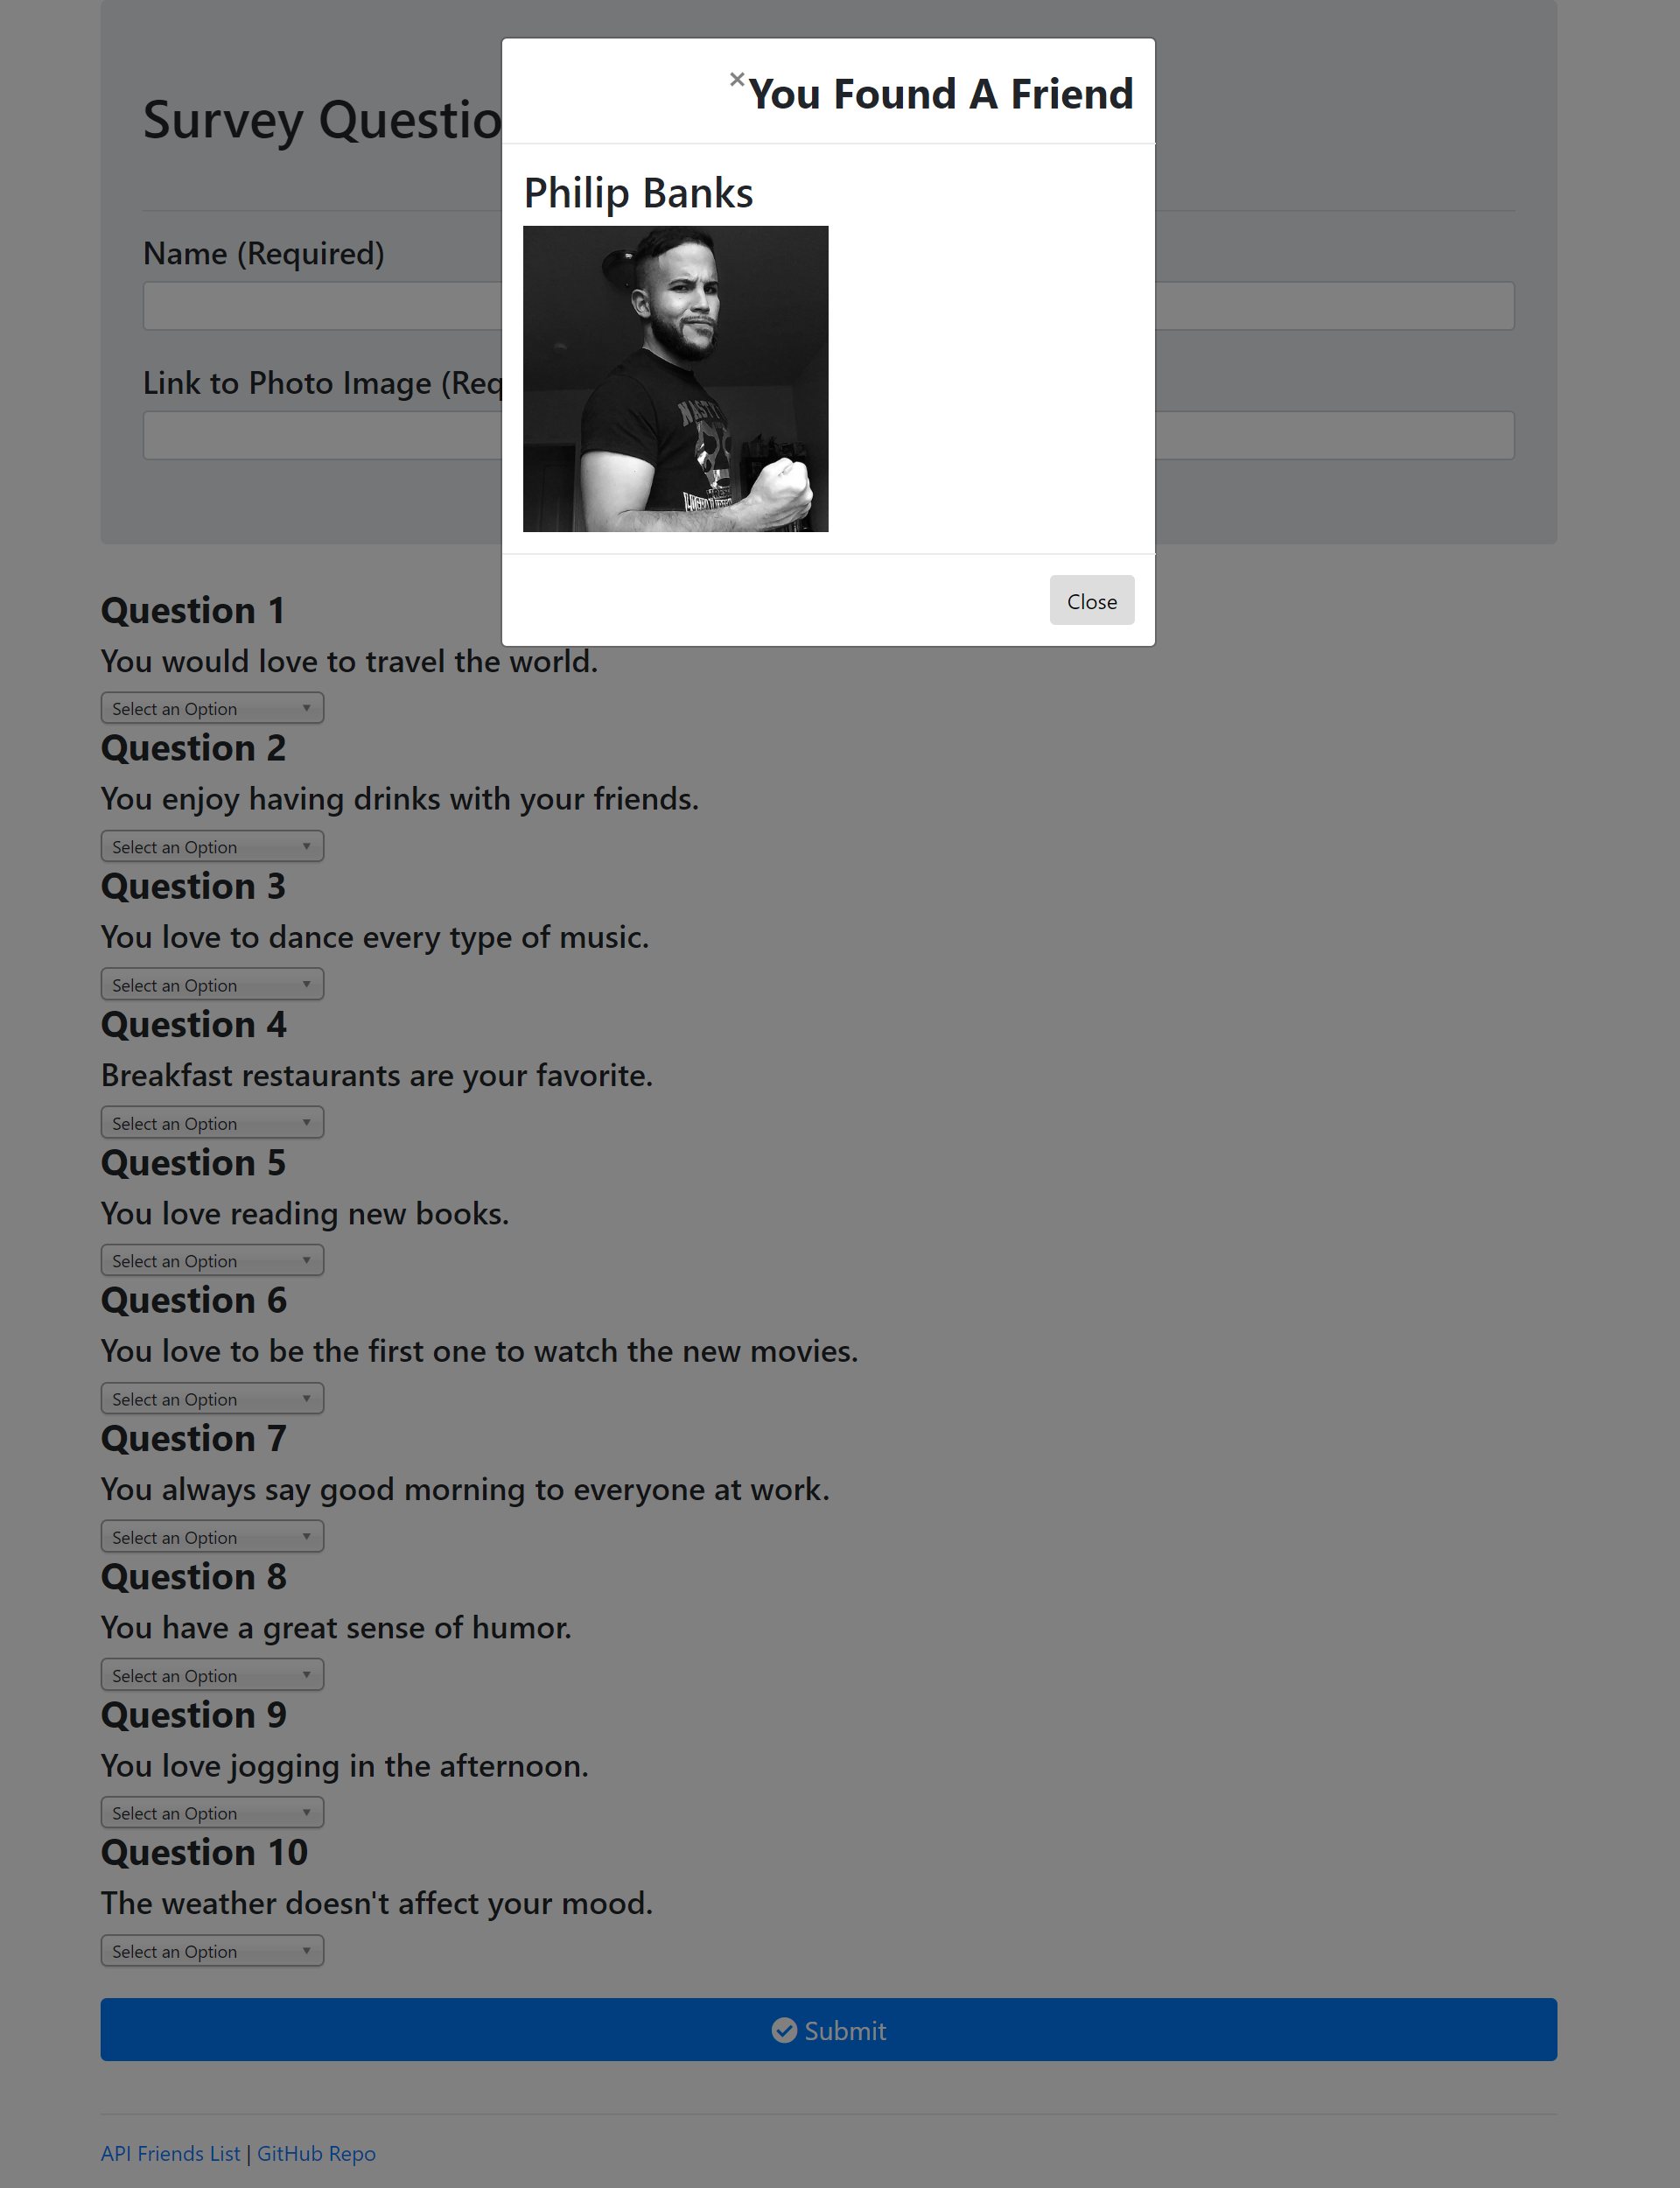 ×You Found A Friend
Philip Banks
NASTY
Close
Survey Questio
Name (Required)
Link to Photo Image (Req
Question 1
You would love to travel the world.
Select an Option
Question 2
You enjoy having drinks with your friends.
Select an Option
Question 3
You love to dance every type of music.
Select an Option
Question 4
Breakfast restaurants are your favorite.
Select an Option
Question 5
You love reading new books.
Select an Option
Question 6
You love to be the first one to watch the new movies.
Select an Option
Question 7
You always say good morning to everyone at work.
Select an Option
Question 8
You have a great sense of humor.
Select an Option
Question 9
You love jogging in the afternoon.
Select an Option
Question 10
The weather doesn't affect your mood.
Select an Option
Submit
API Friends List | GitHub Repo